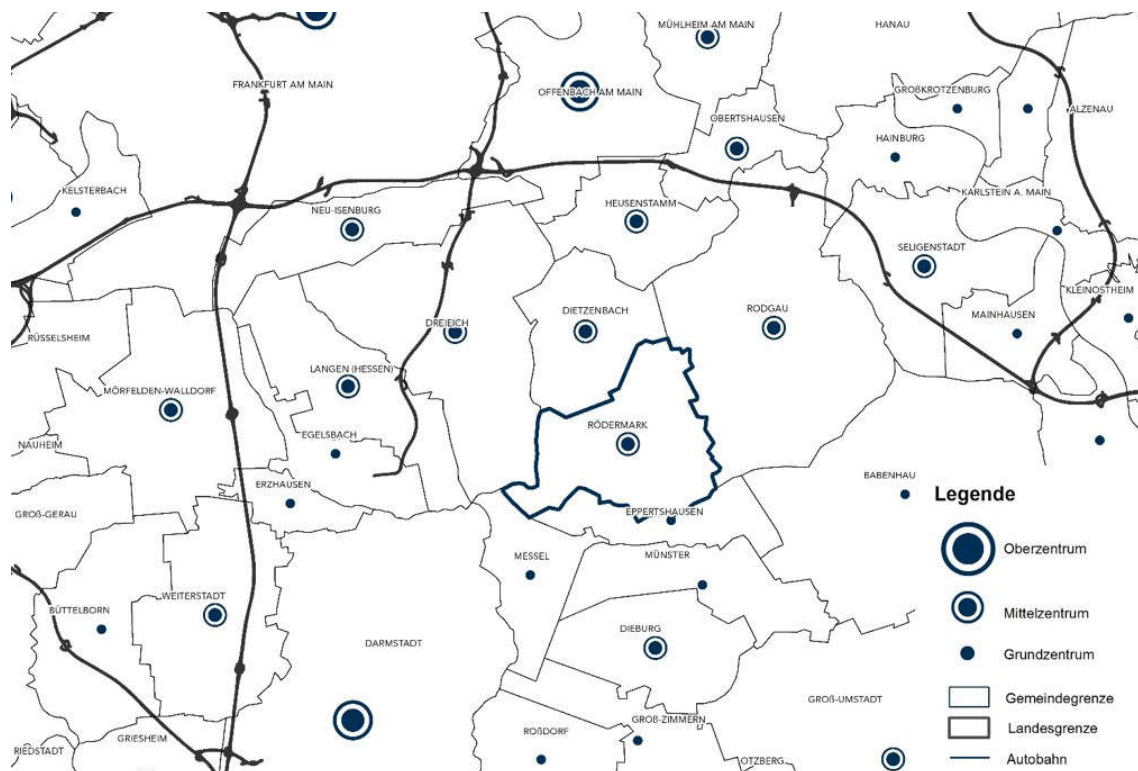 MÜHLHEIM AM MAIN
HANAU
FRANKFURT AM MAIN
OFFENBACH AM MAIN
GROßKROTZENBURG
ALZENAU
OBERTSHAUSEN
HAINBURG
KELSTERBACH
KARLSTEIN A. MAIN
NEU-ISENBURG
HEUSENSTAMM
SELIGENSTADT
KLEINOSTHEIM
DIETZENBACH
RODGAU
MAINHAUSEN
DREIEICH
RÜSSELSHEIM
LANGEN (HESSEN)
MÖRFELDEN-WALLDORF
RÖDERMARK
EGELSBACH
NAUHEIM
BABENHAU
ERZHAUSEN
GROß-GERAU
EPPERTSHAUSEN
MESSEL
MÜNSTER
WEITERSTADT
BÜTTELBORN
DIEBURG
DARMSTADT
GROß-UMSTADT
GROß-ZIMMERN
ROßDORF
GRIESHEIM
RIEDSTADT
OTZBERG
Legende
Oberzentrum
Mittelzentrum
Grundzentrum
Gemeindegrenze
Landesgrenze
Autobahn